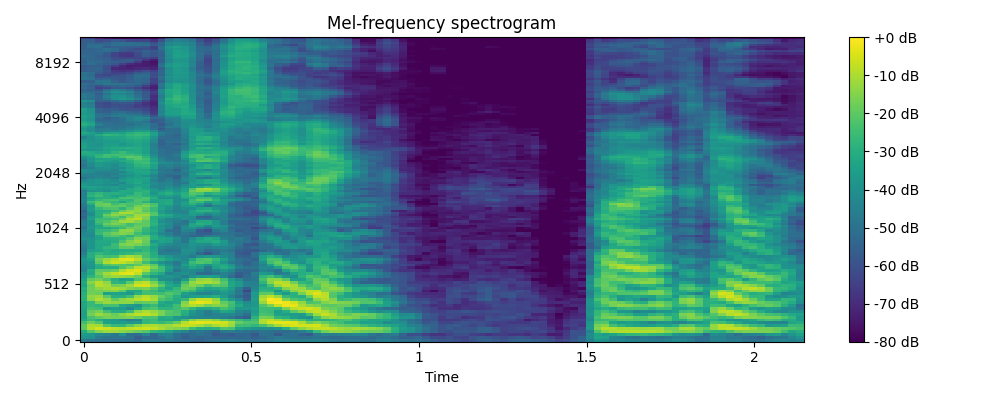 Mel-frequency spectrogram
8192
4096
2048
1024
512
0
Hz
0
0.5
1
1.5
2
Time
+0 dB
-10 dB
-20 dB
-30 dB
-40 dB
-50 dB
-60 dB
-70 dB
-80 dB